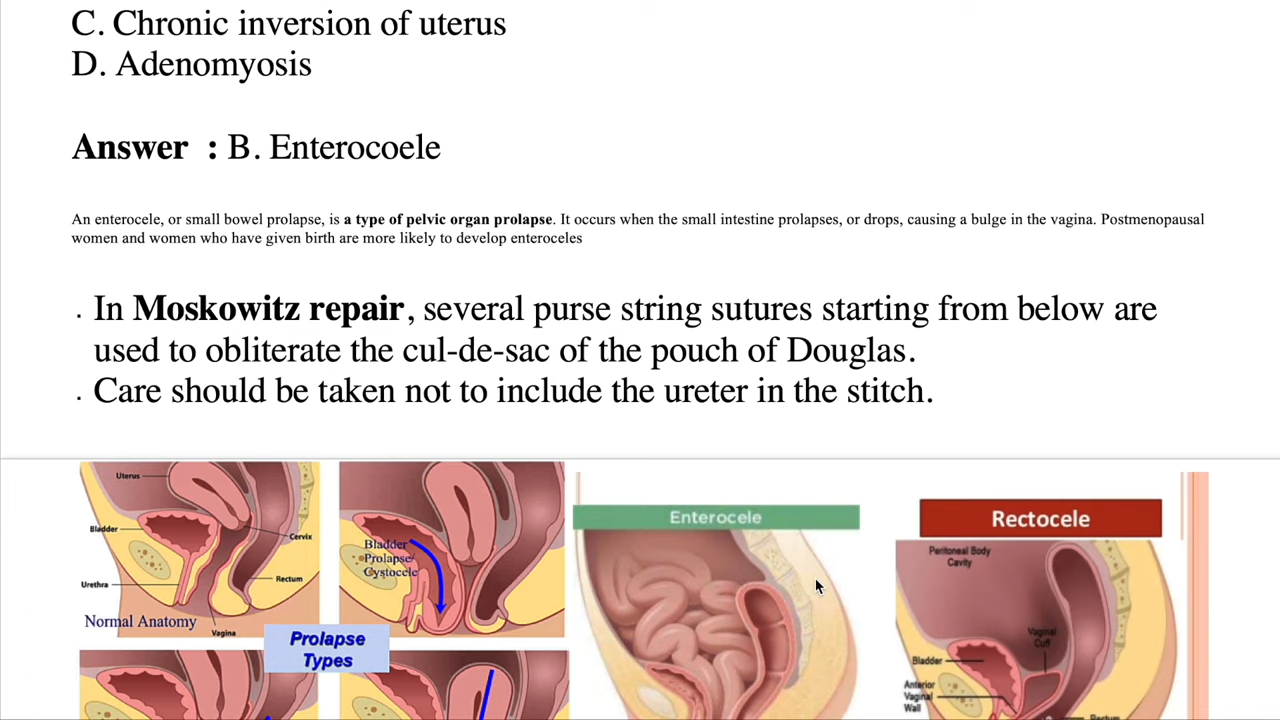 C. Chronic inversion of uterus
D. Adenomyosis
Answer : B. Enterocoele
An enterocele, or small bowel prolapse, is a type of pelvic organ prolapse. It occurs when the small intestine prolapses, or drops, causing a bulge in the vagina. Postmenopausal
women and women who have given birth are more likely to develop enteroceles
. In Moskowitz repair, several purse string sutures starting from below are
used to obliterate the cul-de-sac of the pouch of Douglas.
. Care should be taken not to include the ureter in the stitch.
Uterus
Bladder
Cervix
Rectum
Urethra
Normal Anatomy
Vagina
Bladder
Prolapse/
Cystocele
Prolapse
Types
Enterocele
Rectocele
Peritoneal Body
Cavity
Vaginal
Cuff
Bladder
Anterior
Vaginal
Wall
Rectum